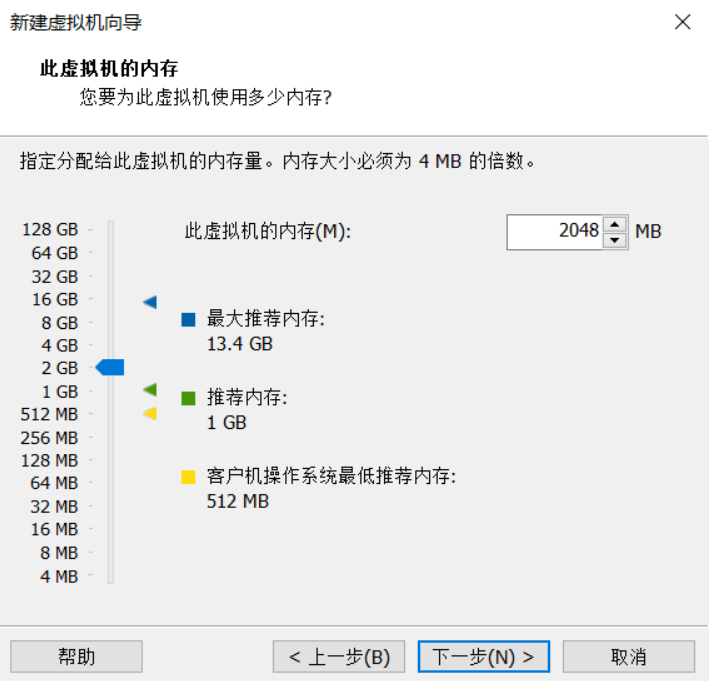 新建虚拟机向导
此虚拟机的内存
您要为此虚拟机使用多少内存?
指定分配给此虚拟机的内存量。内存大小必须为 4 MB 的倍数。
128 GB
64 GB
32 GB
16 GB
8 GB
4 GB
2 GB
1 GB
512 MB
256 MB
128 MB
64 MB
32 MB
16 MB
8 MB
4 MB
此虚拟机的内存(M): 2048 MB
最大推荐内存:
13.4 GB
推荐内存:
1 GB
客户机操作系统最低推荐内存:
512 MB
帮助 < 上一步(B) 下一步(N) > 取消